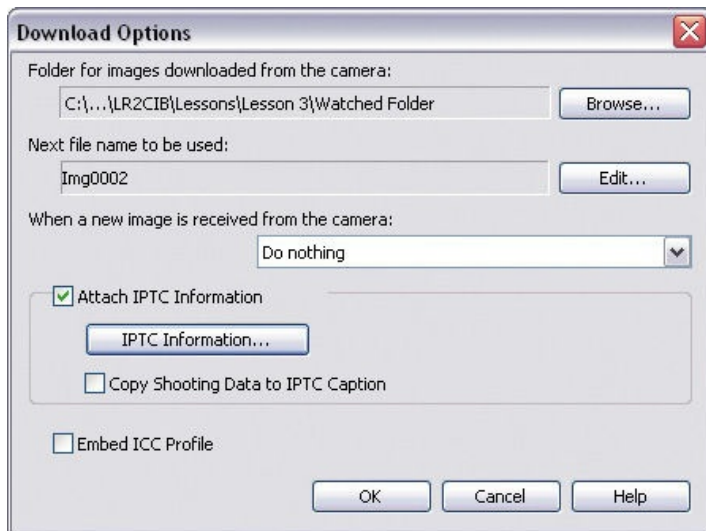 Download Options
Folder for images downloaded from the camera:
C:\...\LR2CIB\Lessons\Lesson 3\Watched Folder
Browse...
Next file name to be used:
Img0002
Edit...
When a new image is received from the camera:
Do nothing
Attach IPTC Information
IPTC Information...
Copy Shooting Data to IPTC Caption
Embed ICC Profile
OK Cancel Help